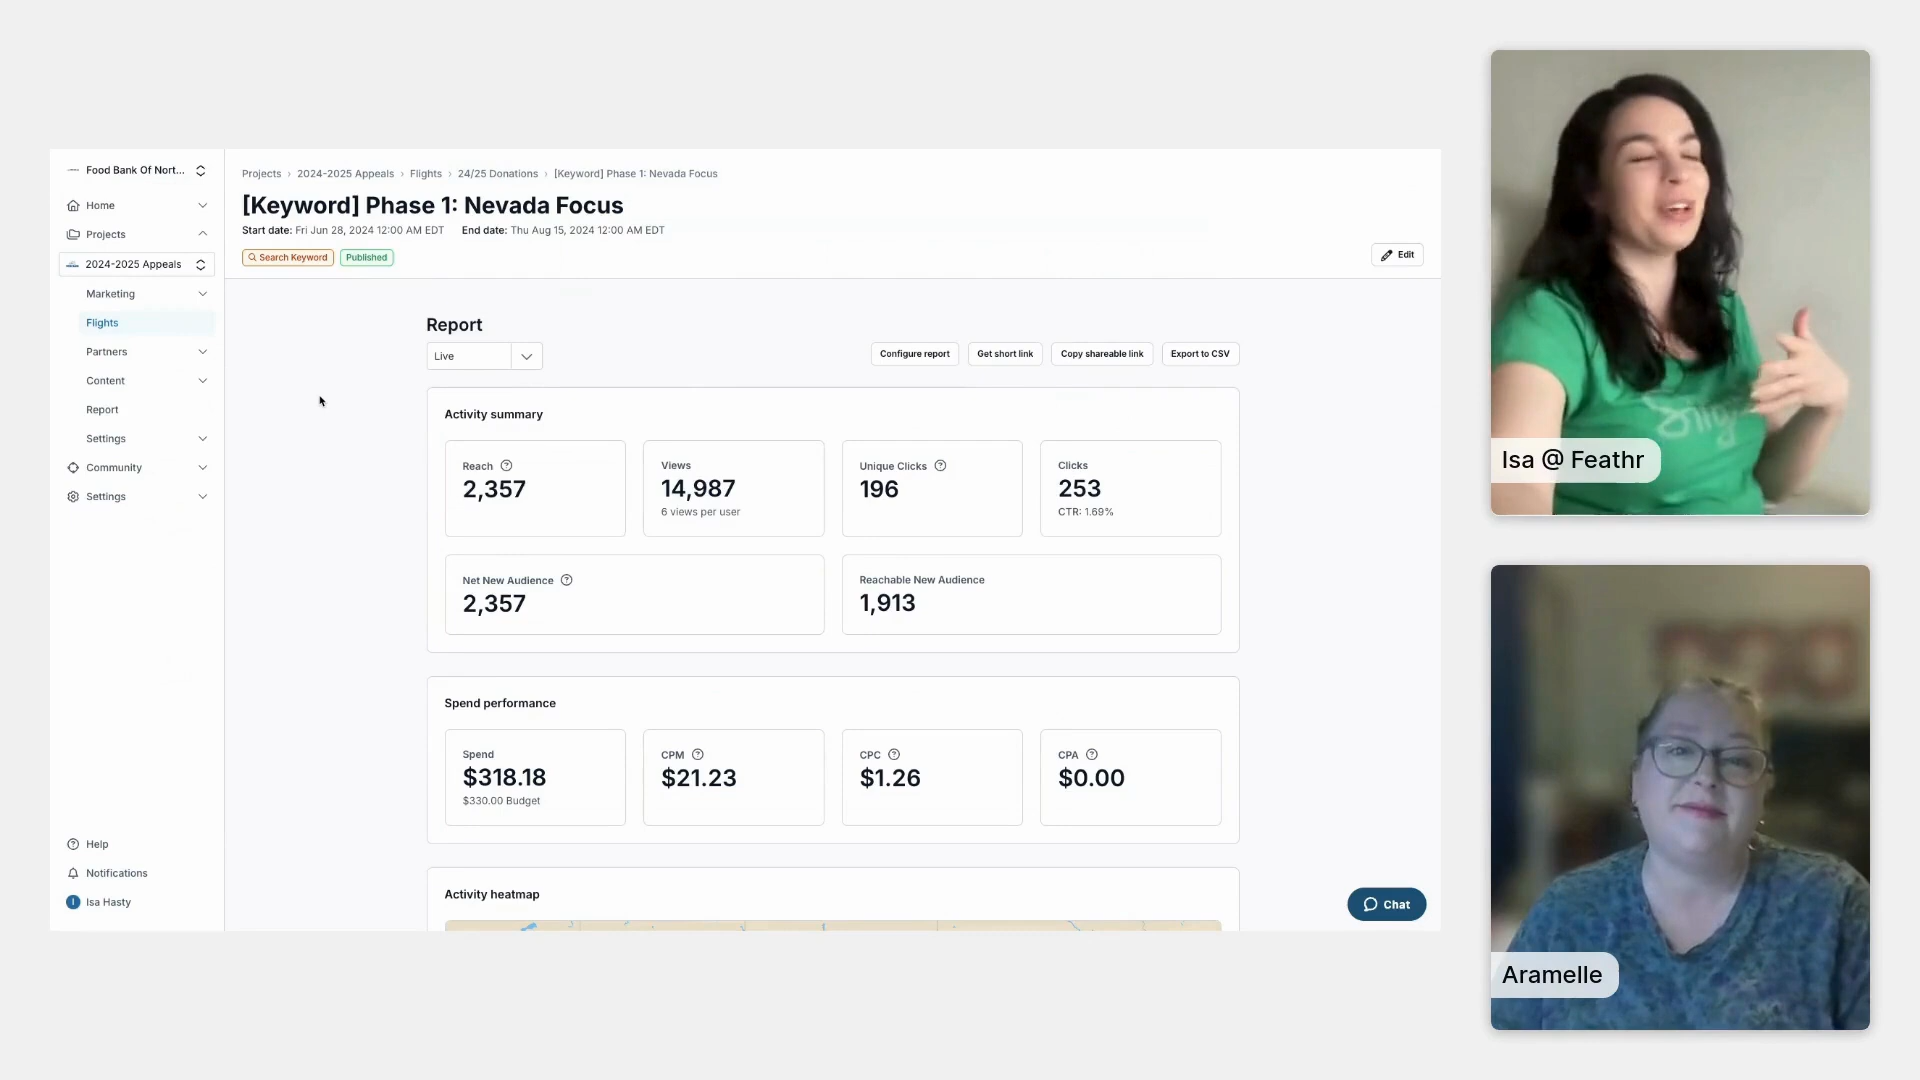 Food Bank Of Nort...
Home
Projects
2024-2025 Appeals
Marketing
Flights
Partners
Content
Report
Settings
Community
Settings
Help
Notifications
I
Isa Hasty
Projects › 2024-2025 Appeals › Flights › 24/25 Donations › [Keyword] Phase 1: Nevada Focus
[Keyword] Phase 1: Nevada Focus
Start date: Fri Jun 28, 2024 12:00 AM EDT End date: Thu Aug 15, 2024 12:00 AM EDT
Search Keyword Published
Edit
Report
Live
Configure report Get short link Copy shareable link Export to CSV
Activity summary
Reach
2,357
Views
14,987
6 views per user
Unique Clicks
196
Clicks
253
CTR: 1.69%
Net New Audience
2,357
Reachable New Audience
1,913
Spend performance
Spend
$318.18
$330.00 Budget
CPM
$21.23
CPC
$1.26
CPA
$0.00
Activity heatmap
Chat
Isa @ Feathr
Aramelle